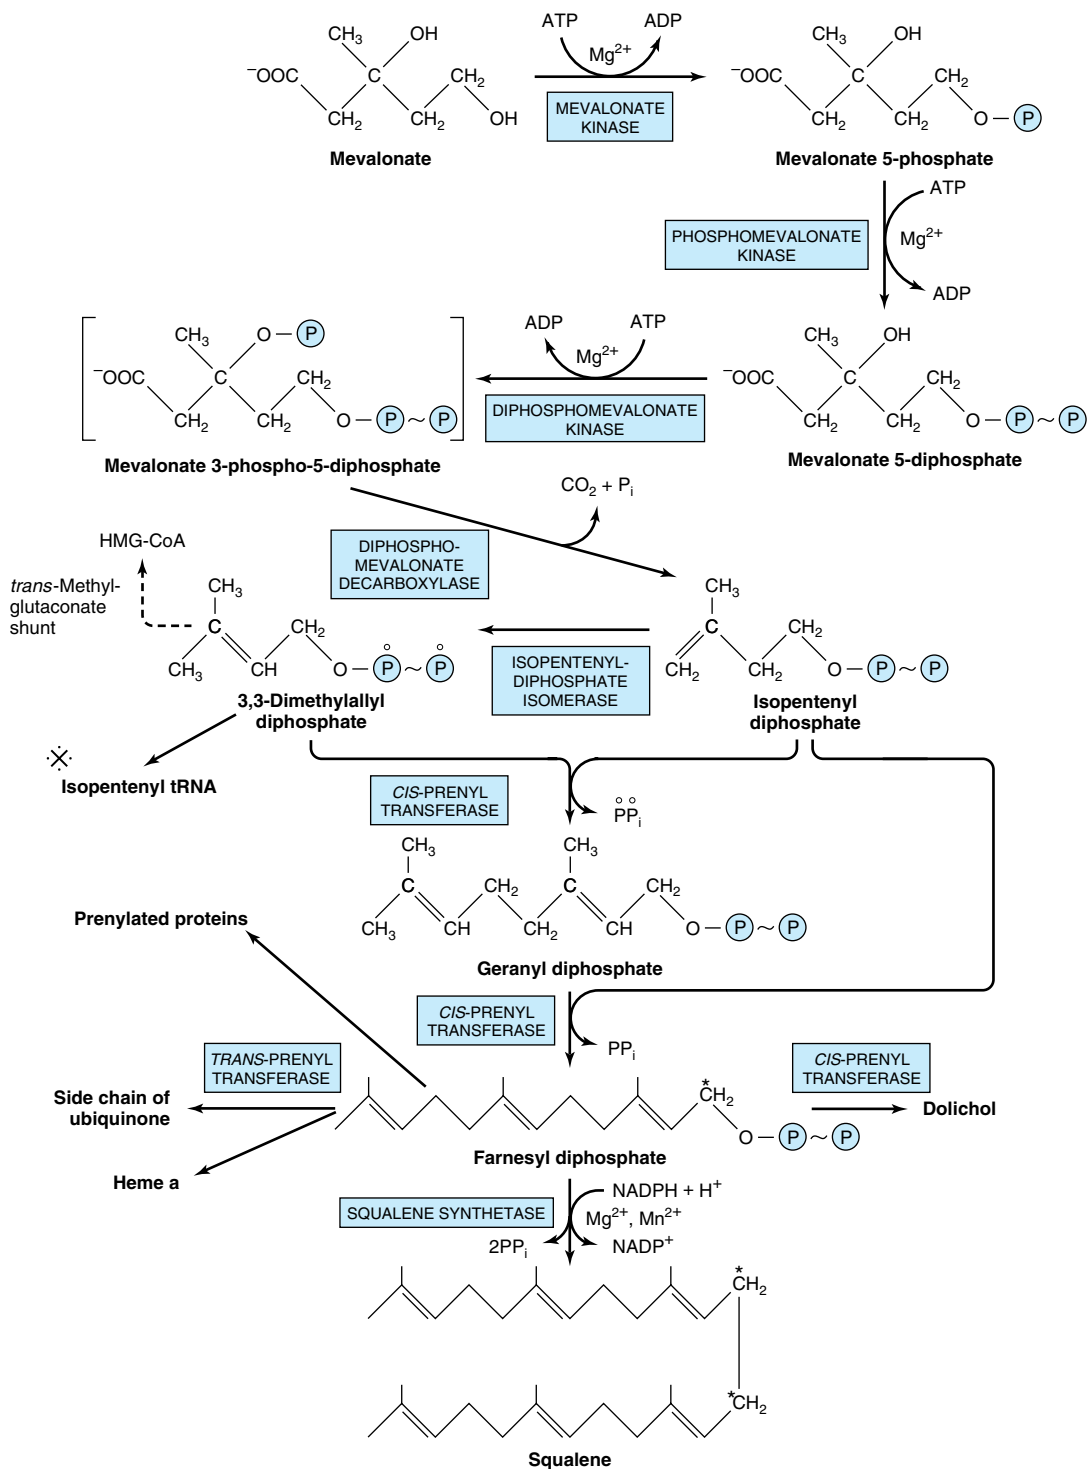 ATP ADP
CH3 OH Mg2+ CH3 OH
–OOC C CH2 –OOC C CH2
CH2 CH2 OH MEVALONATE KINASE CH2 CH2 O – P
Mevalonate
Mevalonate 5-phosphate
ATP
PHOSPHOMEVALONATE
KINASE
Mg2+
ADP
CH3 O – P ADP ATP CH3 OH
Mg2+
–OOC C CH2 –OOC C CH2
CH2 CH2 O – P ~ P CH2 CH2 O – P ~ P
DIPHOSPHOMEVALONATE
KINASE
Mevalonate 3-phospho-5-diphosphate
Mevalonate 5-diphosphate
CO2 + Pi
HMG-CoA
DIPHOSPHO-
MEVALONATE
DECARBOXYLASE
trans-Methyl-
glutaconate
shunt
CH3 CH3
C CH2 C CH2
CH3 CH O – P ~ P CH2 CH2 O – P ~ P
ISOPENTENYL-
DIPHOSPHATE
ISOMERASE
3,3-Dimethylallyl
diphosphate
Isopentenyl
diphosphate
Isopentenyl tRNA
CIS-PRENYL
TRANSFERASE
PPi
CH3 CH3
C CH2 C CH2
CH3 CH CH2 CH O – P ~ P
Prenylated proteins
Geranyl diphosphate
CIS-PRENYL
TRANSFERASE
PPi
TRANS-PRENYL
TRANSFERASE
CIS-PRENYL
TRANSFERASE
Side chain of
ubiquinone
*CH2
O – P ~ P
Dolichol
Farnesyl diphosphate
Heme a
NADPH + H+
SQUALENE SYNTHETASE
Mg2+, Mn2+
2PPi NADP+
*CH2
*CH2
Squalene